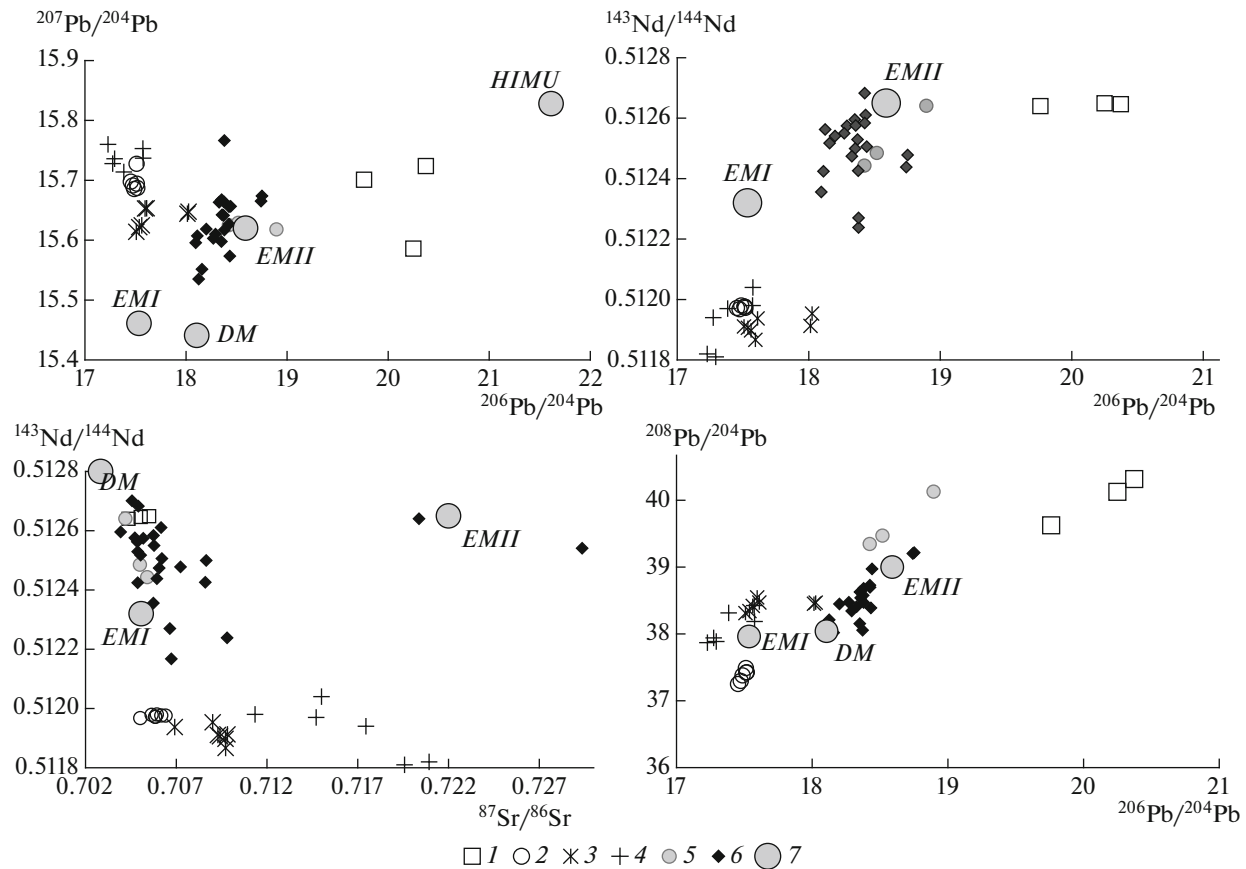 ²⁰⁷Pb/²⁰⁴Pb
15.9
15.8
15.7
15.6
15.5
15.4
17 18 19 20 21 22
²⁰⁶Pb/²⁰⁴Pb
HIMU
EMII
EMI
DM
¹⁴³Nd/¹⁴⁴Nd
0.5128
0.5126
0.5124
0.5122
0.5120
0.5118
17 18 19 20 21
²⁰⁶Pb/²⁰⁴Pb
EMII
EMI
¹⁴³Nd/¹⁴⁴Nd
0.5128
0.5126
0.5124
0.5122
0.5120
0.5118
0.702 0.707 0.712 0.717 0.722 0.727
⁸⁷Sr/⁸⁶Sr
DM
EMII
EMI
²⁰⁸Pb/²⁰⁴Pb
40
39
38
37
36
17 18 19 20 21
²⁰⁶Pb/²⁰⁴Pb
EMII
EMI
DM
1 2 3 4 5 6 7